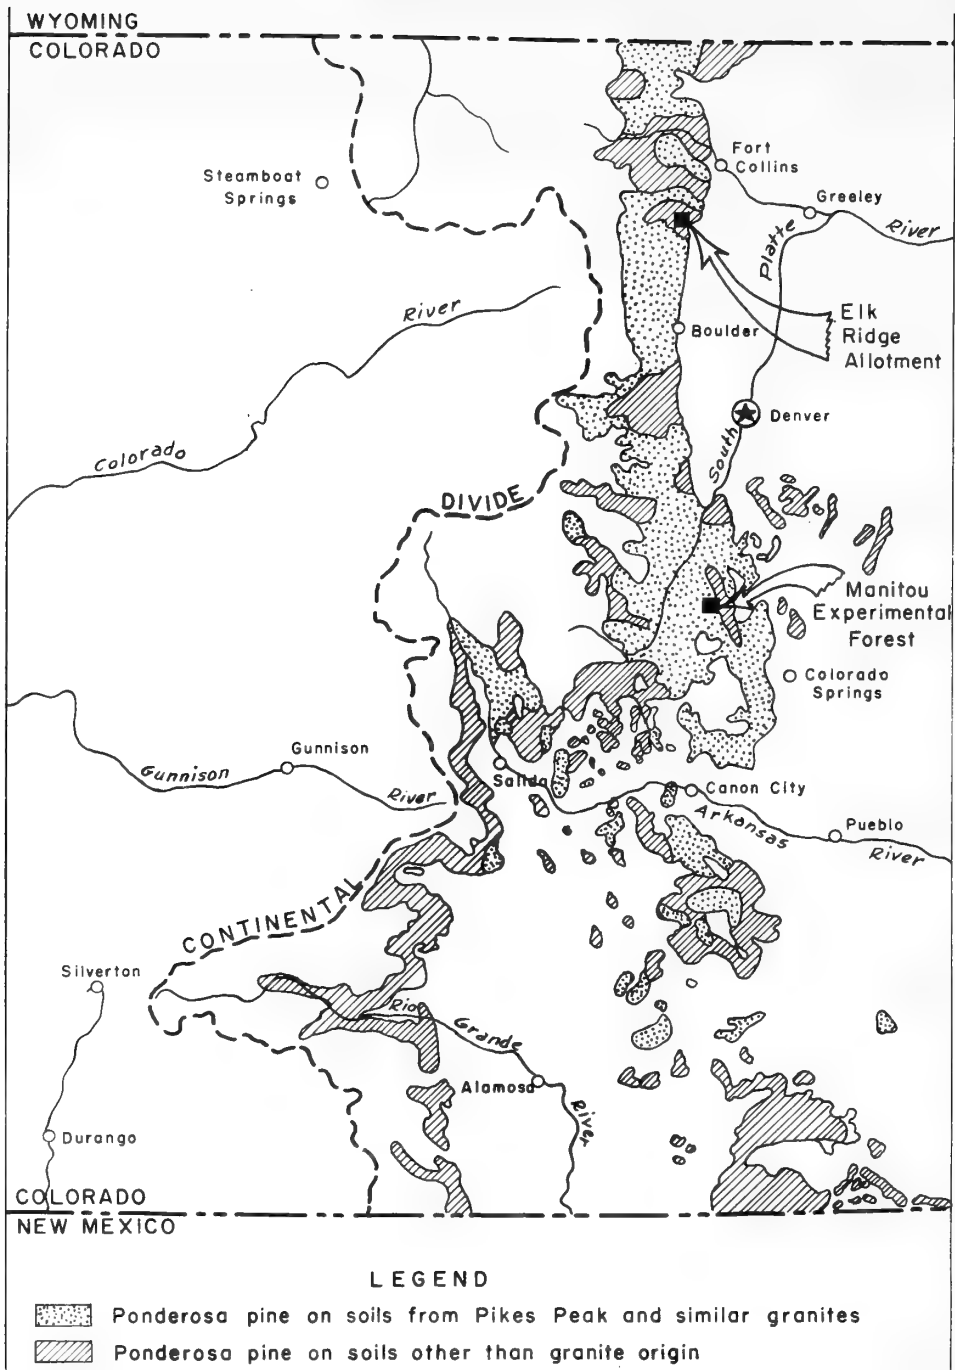 WYOMING
COLORADO
Fort
Collins
Steamboat
Springs
Greeley
River
Platte
River
Elk
Ridge
Allotment
Boulder
Denver
South
Colorado
DIVIDE
Manitou
Experimental
Forest
Colorado
Springs
Gunnison
Gunnison
River
Salida
Canon City
Arkansas
River
Pueblo
CONTINENTAL
Silverton
Rio
Grande
River
Alamosa
Durango
COLORADO
NEW MEXICO
LEGEND
Ponderosa pine on soils from Pikes Peak and similar granites
Ponderosa pine on soils other than granite origin